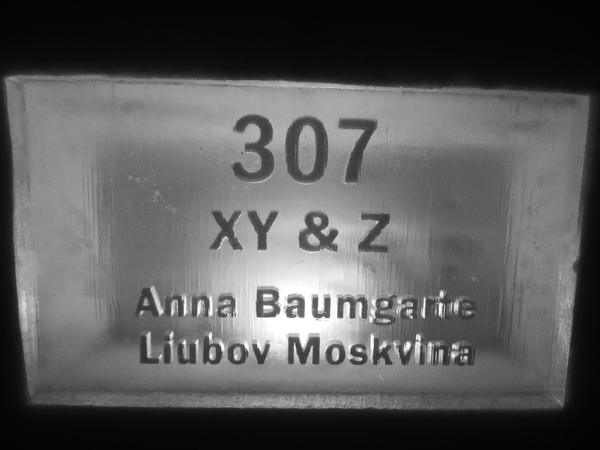 307
XY & Z
Anna Baumgarte
Liubov Moskvina